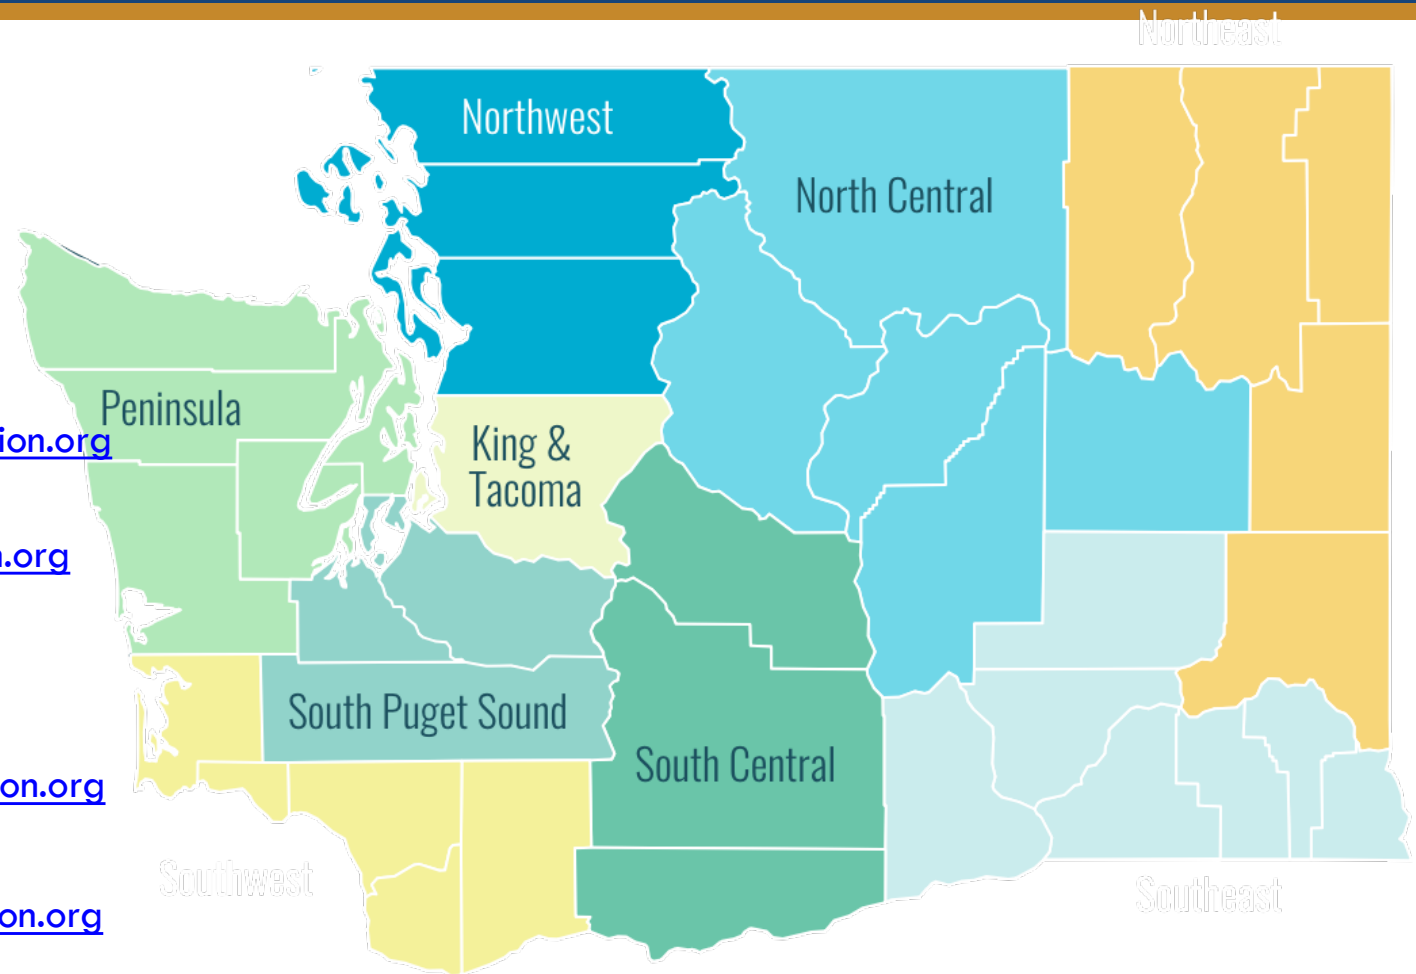 Northeast
Northwest
North Central
Peninsula
King &
Tacoma
ion.org
n.org
South Puget Sound
South Central
on.org
Southwest
Southeast
on.org